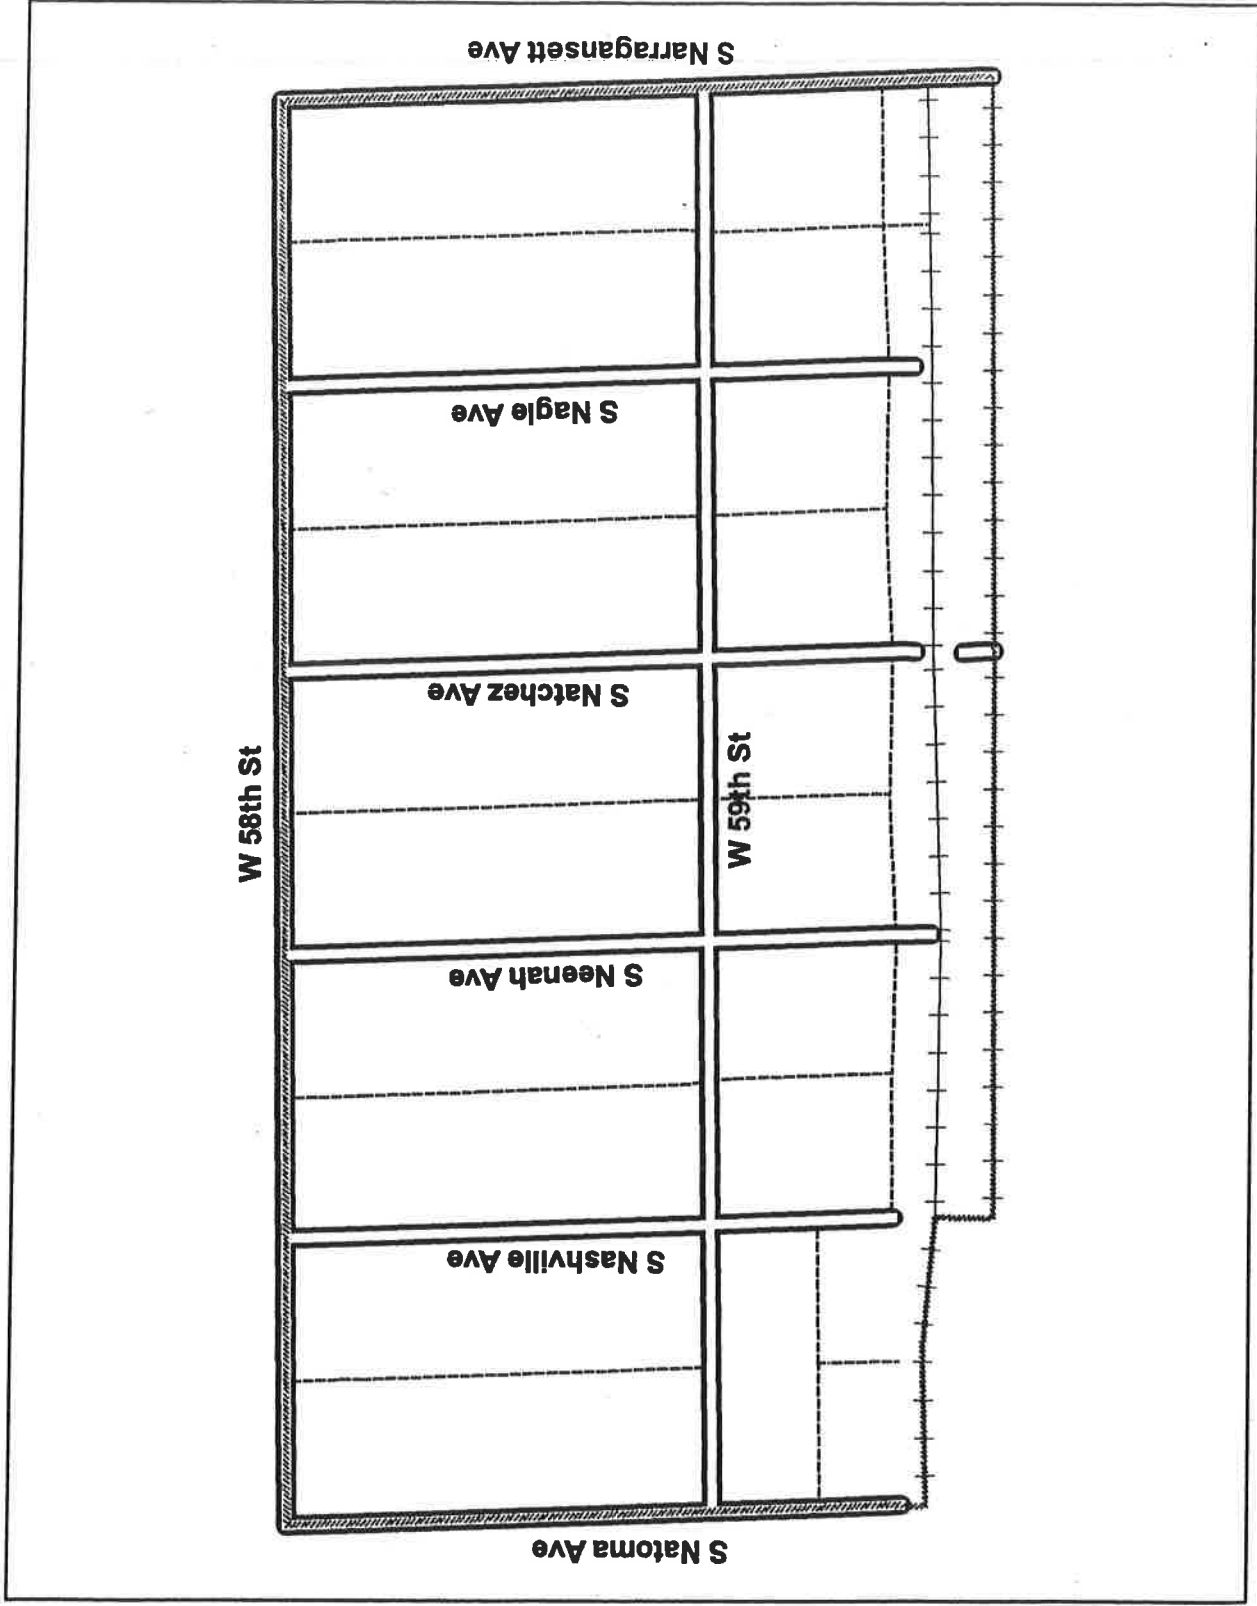 S Narragansett Ave
S Nagle Ave
S Natchez Ave
W 58th St
W 59th St
S Neenah Ave
S Nashville Ave
S Natoma Ave